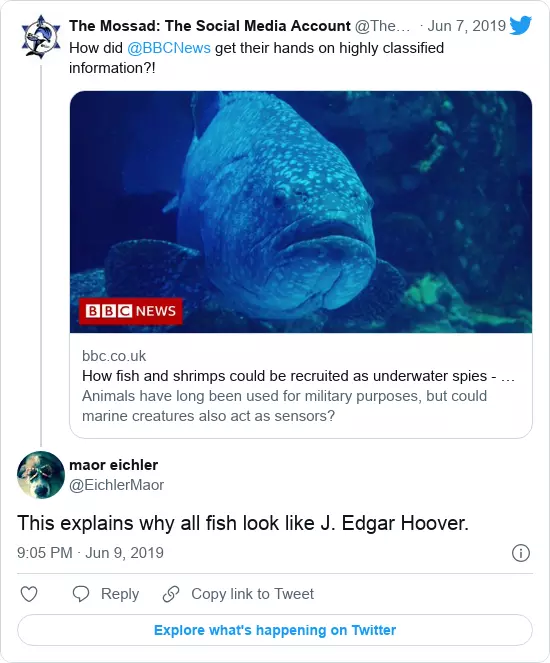 The Mossad: The Social Media Account @The… · Jun 7, 2019
How did @BBCNews get their hands on highly classified
information?!
BBC NEWS
bbc.co.uk
How fish and shrimps could be recruited as underwater spies - …
Animals have long been used for military purposes, but could
marine creatures also act as sensors?
maor eichler
@EichlerMaor
This explains why all fish look like J. Edgar Hoover.
9:05 PM · Jun 9, 2019
Reply
Copy link to Tweet
Explore what's happening on Twitter